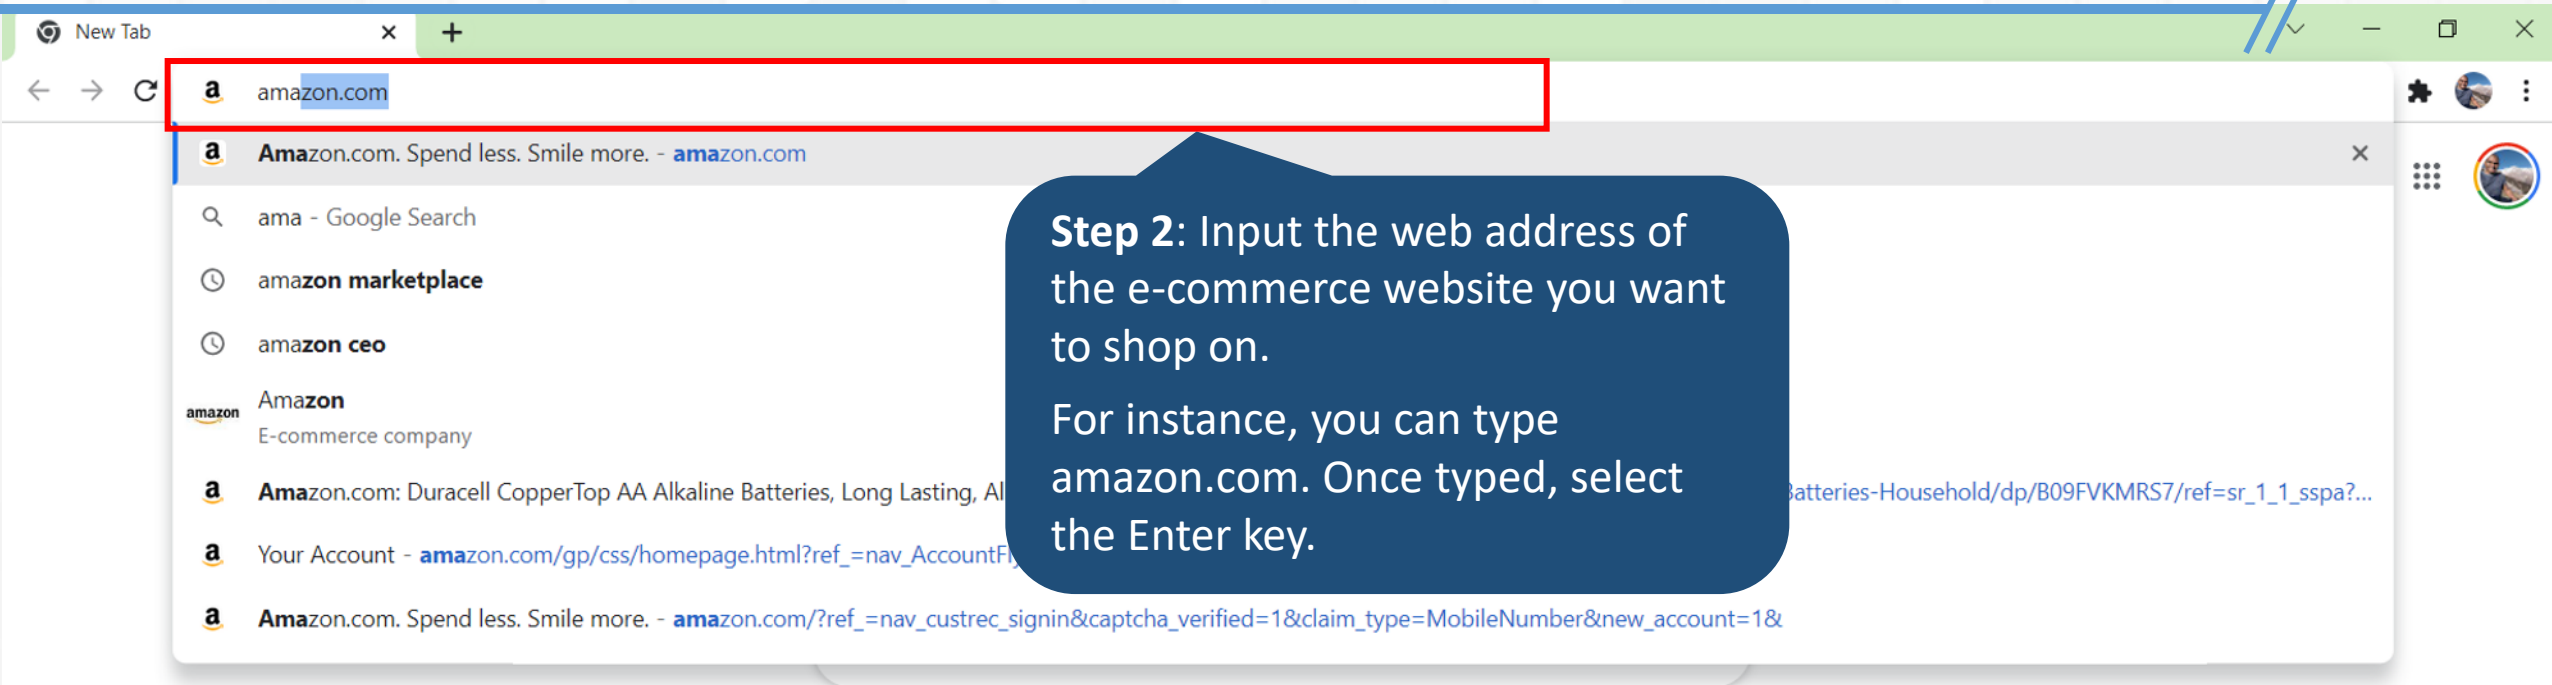 New Tab
amazon.com
Amazon.com. Spend less. Smile more. - amazon.com
ama - Google Search
amazon marketplace
amazon ceo
amazon
Amazon
E-commerce company
Amazon.com: Duracell CopperTop AA Alkaline Batteries, Long Lasting, Al
Batteries-Household/dp/B09FVKMRS7/ref=sr_1_1_sspa?...
Your Account - amazon.com/gp/css/homepage.html?ref_=nav_AccountFl
Amazon.com. Spend less. Smile more. - amazon.com/?ref_=nav_custrec_signin&captcha_verified=1&claim_type=MobileNumber&new_account=1&
Step 2: Input the web address of
the e-commerce website you want
to shop on.
For instance, you can type
amazon.com. Once typed, select
the Enter key.